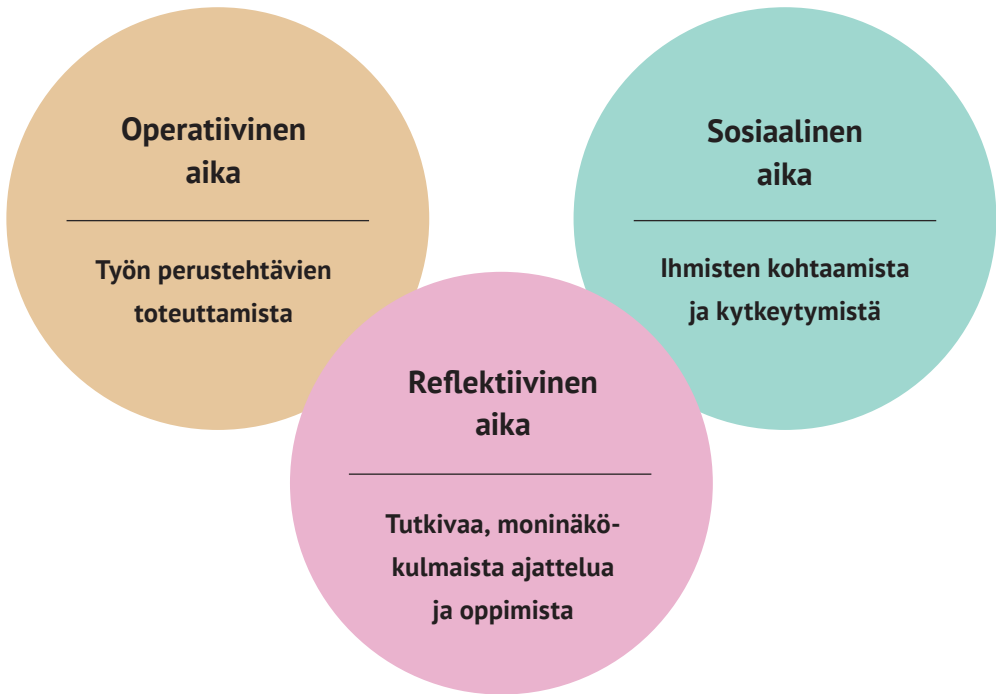 Operatiivinen
aika
Työn perustehtävien
toteuttamista
Sosiaalinen
aika
Ihmisten kohtaamista
ja kytkeytymistä
Reflektiivinen
aika
Tutkivaa, moninäkö-
kulmaista ajattelua
ja oppimista